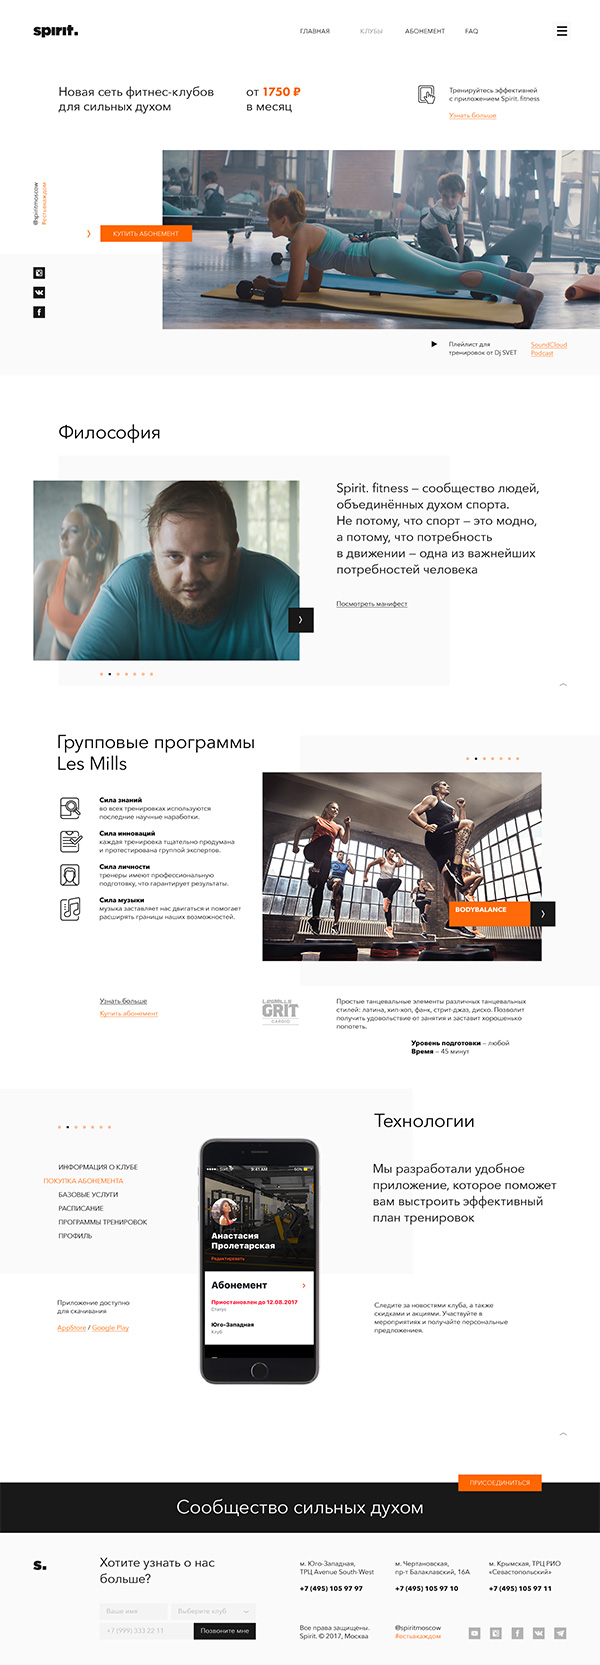 spirit.
ГЛАВНАЯ
КЛУБЫ
АБОНЕМЕНТ
FAQ
Новая сеть фитнес-клубов
для сильных духом
от 1750 ₽
в месяц
Тренируйтесь эффективней
с приложением Spirit. fitness
Узнать больше
@spiritmoscow
#естьвкаждом
КУПИТЬ АБОНЕМЕНТ
Плейлист для
тренировок от Dj SVET
SoundCloud
Podcast
Философия
Spirit. fitness – сообщество людей,
объединённых духом спорта.
Не потому, что спорт – это модно,
а потому, что потребность
в движении – одна из важнейших
потребностей человека
Посмотреть манифест
Групповые программы
Les Mills
Сила знаний
во всех тренировках используются
последние научные наработки.
Сила инноваций
каждая тренировка тщательно продумана
и протестирована группой экспертов.
Сила личности
тренеры имеют профессиональную
подготовку, что гарантирует результаты.
Сила музыки
музыка заставляет нас двигаться и помогает
расширять границы наших возможностей.
BODYBALANCE
Узнать больше
Купить абонемент
LesMills
GRIT
CARDIO
Простые танцевальные элементы различных танцевальных
стилей: латина, хип-хоп, фанк, стрит-джаз, диско. Позволит
получить удовольствие от занятия и заставит хорошенько
попотеть.
Уровень подготовки – любой
Время – 45 минут
Технологии
ИНФОРМАЦИЯ О КЛУБЕ
ПОКУПКА АБОНЕМЕНТА
БАЗОВЫЕ УСЛУГИ
РАСПИСАНИЕ
ПРОГРАММЫ ТРЕНИРОВОК
ПРОФИЛЬ
9:41 AM
Анастасия
Пролетарская
Редактировать
Абонемент
Приостановлен до 12.08.2017
Статус
Юго-Западная
Клуб
Мы разработали удобное
приложение, которое поможет
вам выстроить эффективный
план тренировок
Приложение доступно
для скачивания
AppStore / Google Play
Следите за новостями клуба, а также
скидками и акциями. Участвуйте в
мероприятиях и получайте персональные
предложения.
ПРИСОЕДИНИТЬСЯ
Сообщество сильных духом
s.
Хотите узнать о нас
больше?
Ваше имя
Выберите клуб
+7 (999) 333 22 11
Позвоните мне
м. Юго-Западная,
ТРЦ Avenue South-West
+7 (495) 105 97 97
м. Чертановская,
пр-т Балаклавский, 16А
+7 (495) 105 97 10
м. Крымская, ТРЦ РИО
«Севастопольский»
+7 (495) 105 97 11
Все права защищены.
Spirit. © 2017, Москва
@spiritmoscow
#естьвкаждом